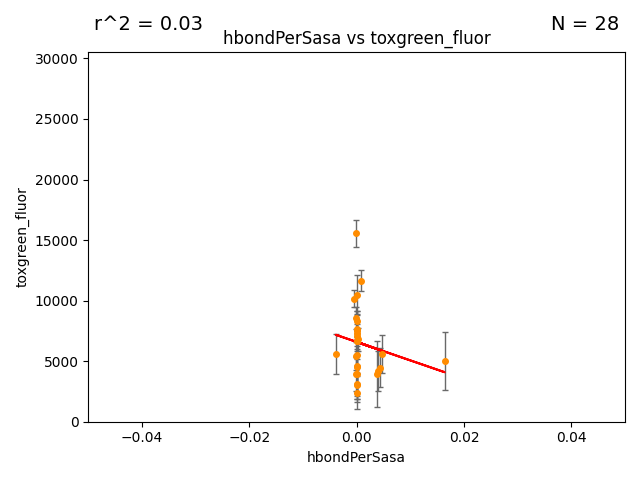 r^2 = 0.03
N = 28
hbondPerSasa vs toxgreen_fluor
30000
25000
20000
15000
10000
5000
0
toxgreen_fluor
−0.04
−0.02
0.00
0.02
0.04
hbondPerSasa